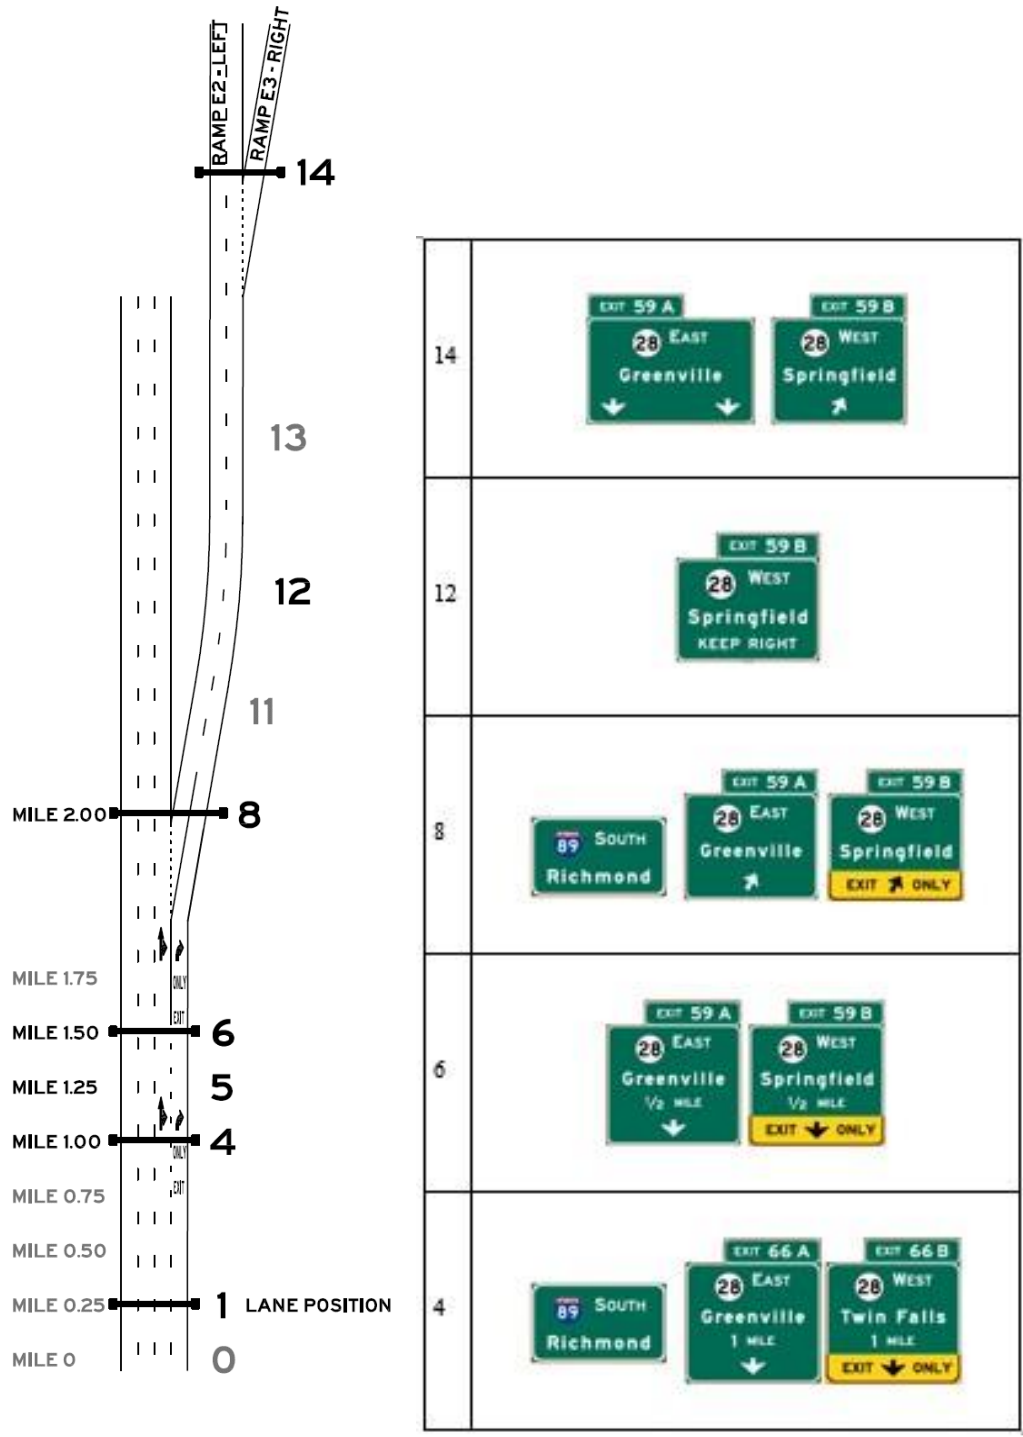 RAMP E2 - LEFT
RAMP E3 - RIGHT
14
13
12
11
MILE 2.00
8
MILE 1.75
ONLY
EXIT
MILE 1.50
6
MILE 1.25
5
MILE 1.00
4
ONLY
EXIT
MILE 0.75
MILE 0.50
MILE 0.25
1 LANE POSITION
MILE 0
0
14
EXIT 59 A
28 EAST
Greenville
EXIT 59 B
28 WEST
Springfield
12
EXIT 59 B
28 WEST
Springfield
KEEP RIGHT
8
89 SOUTH
Richmond
EXIT 59 A
28 EAST
Greenville
EXIT 59 B
28 WEST
Springfield
EXIT ONLY
6
EXIT 59 A
28 EAST
Greenville
1/2 MILE
EXIT 59 B
28 WEST
Springfield
1/2 MILE
EXIT ONLY
4
89 SOUTH
Richmond
EXIT 66 A
28 EAST
Greenville
1 MILE
EXIT 66 B
28 WEST
Twin Falls
1 MILE
EXIT ONLY